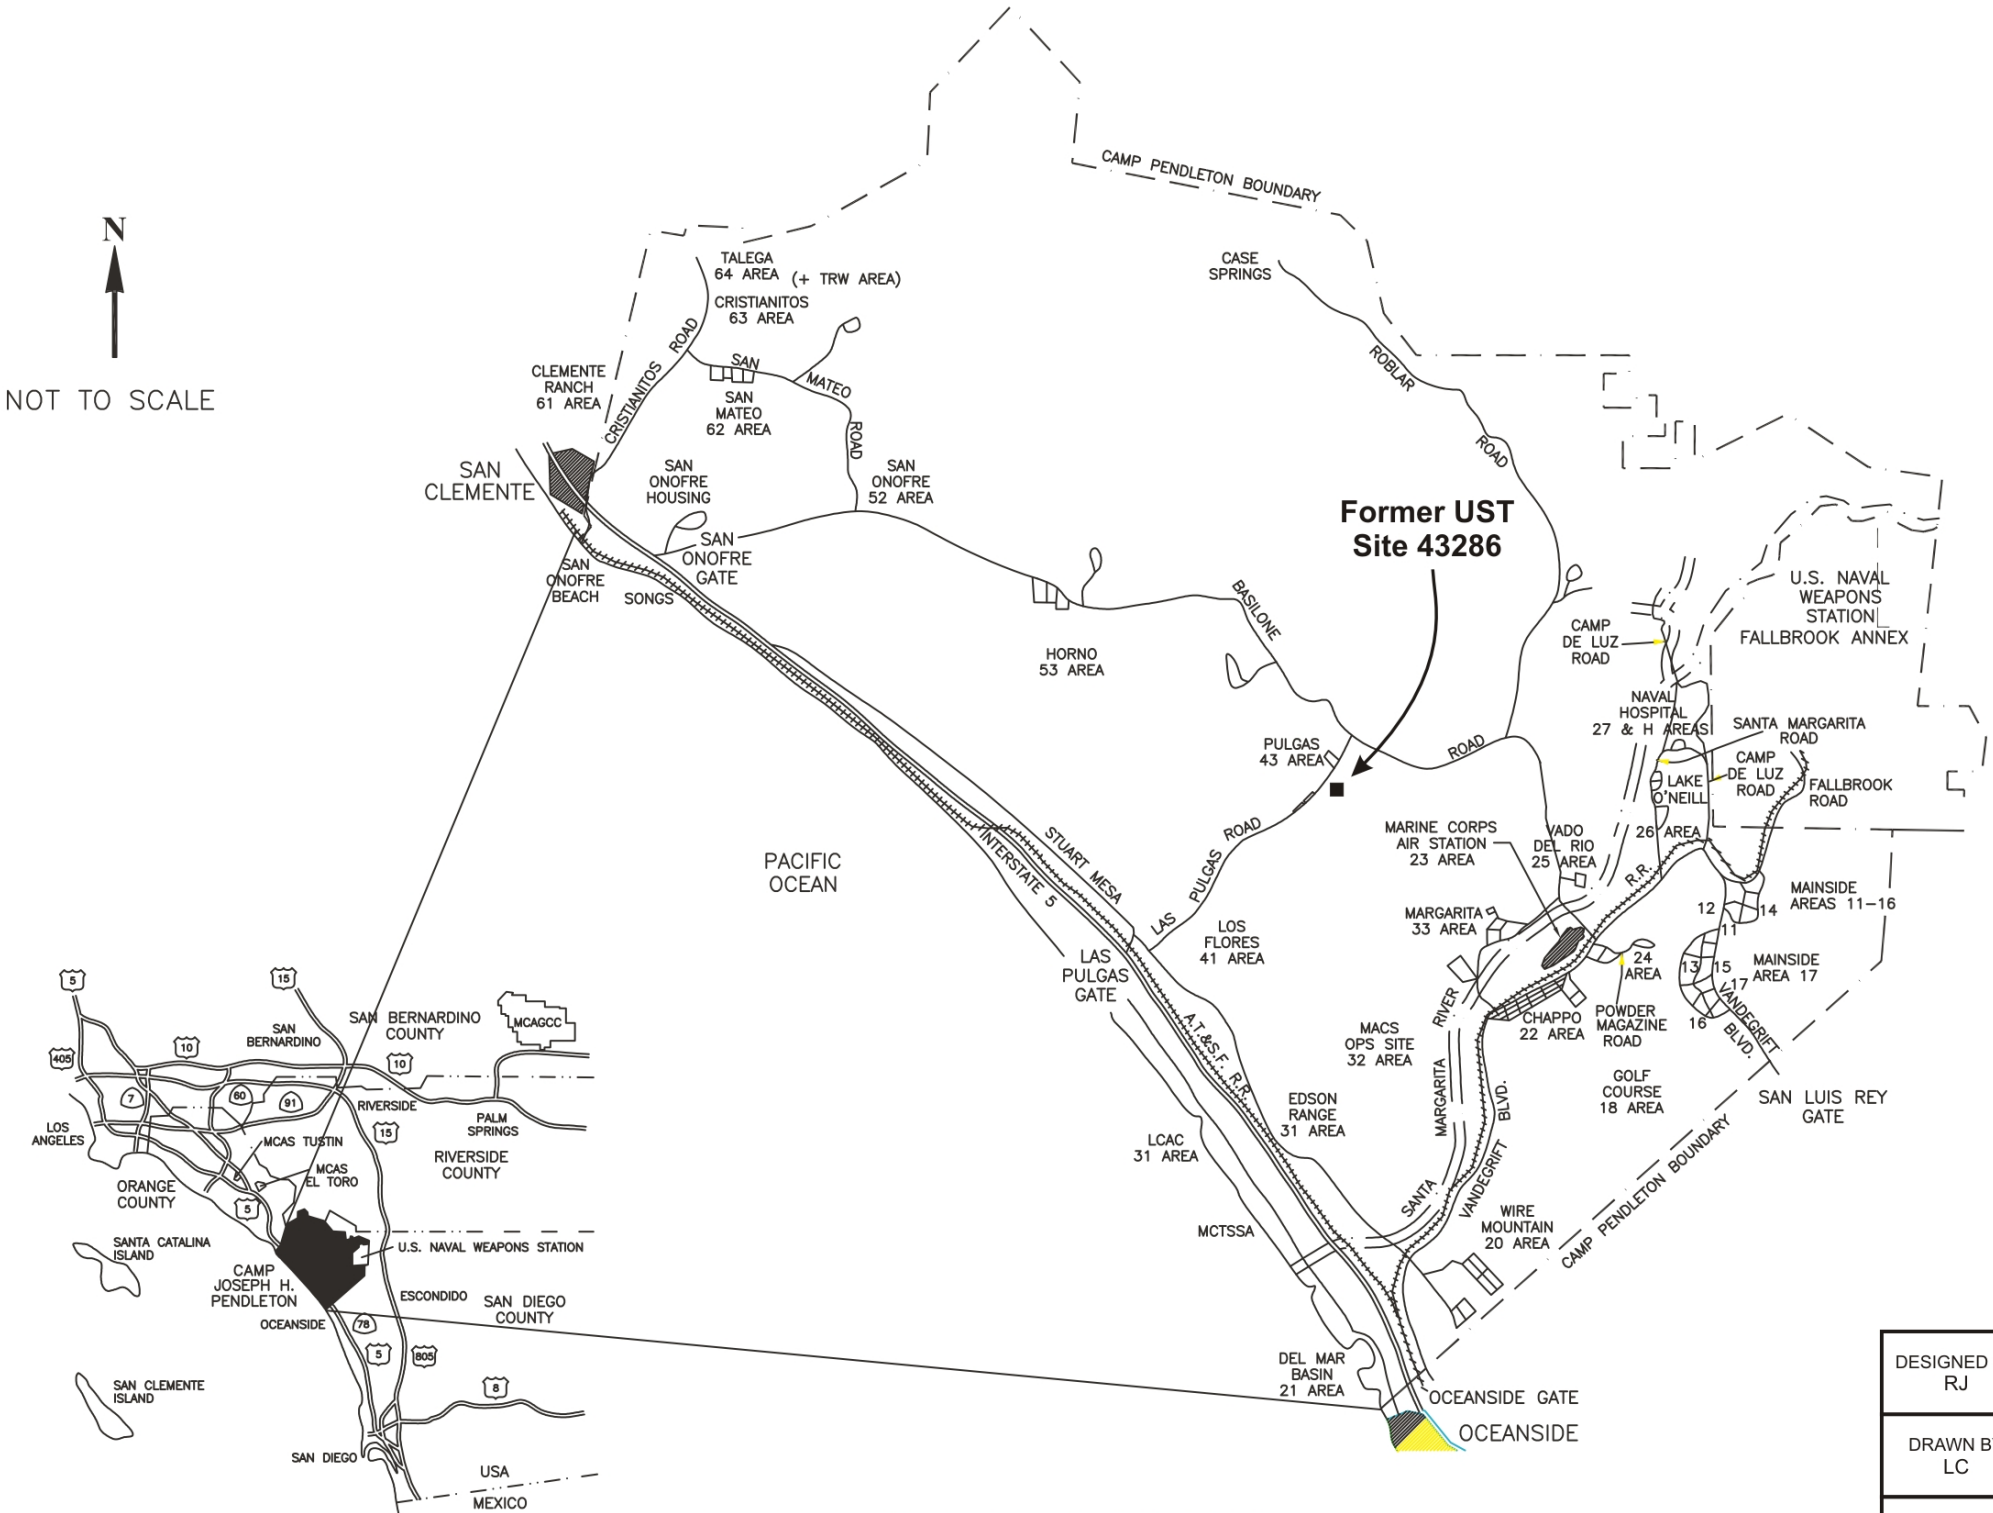 N
NOT TO SCALE
CAMP PENDLETON BOUNDARY
TALEGA
64 AREA
(+ TRW AREA)
CRISTIANITOS
63 AREA
CASE
SPRINGS
CRISTIANITOS ROAD
CLEMENTE
RANCH
61 AREA
SAN MATEO ROAD
SAN
MATEO
62 AREA
ROBLAR ROAD
SAN
CLEMENTE
SAN
ONOFRE
HOUSING
SAN
ONOFRE
52 AREA
Former UST
Site 43286
SAN
ONOFRE
GATE
SAN
ONOFRE
BEACH
SONGS
BASILONE ROAD
U.S. NAVAL
WEAPONS
STATION
FALLBROOK ANNEX
CAMP
DE LUZ
ROAD
HORNO
53 AREA
NAVAL
HOSPITAL
27 & H AREAS
SANTA MARGARITA
ROAD
PULGAS
43 AREA
CAMP
DE LUZ
ROAD
LAKE
O'NEILL
FALLBROOK
ROAD
26 AREA
MARINE CORPS
AIR STATION
23 AREA
VADO
DEL RIO
25 AREA
R.R.
PACIFIC
OCEAN
STUART MESA
INTERSTATE 5
LAS PULGAS ROAD
MAINSIDE
AREAS 11-16
12
14
11
MARGARITA
33 AREA
LOS
FLORES
41 AREA
LAS
PULGAS
GATE
24
AREA
13
15
17
16
MAINSIDE
AREA 17
VANDEGRIFT
BLVD.
POWDER
MAGAZINE
ROAD
CHAPPO
22 AREA
MACS
OPS SITE
32 AREA
SANTA MARGARITA RIVER
A.T.&S.F. R.R.
GOLF
COURSE
18 AREA
SAN LUIS REY
GATE
EDSON
RANGE
31 AREA
VANDEGRIFT BLVD.
LCAC
31 AREA
CAMP PENDLETON BOUNDARY
WIRE
MOUNTAIN
20 AREA
MCTSSA
DEL MAR
BASIN
21 AREA
OCEANSIDE GATE
OCEANSIDE
5
15
SAN BERNARDINO
COUNTY
SAN
BERNARDINO
MCAGCC
405
10
10
7
60
91
RIVERSIDE
PALM
SPRINGS
LOS
ANGELES
15
MCAS TUSTIN
RIVERSIDE
COUNTY
MCAS
EL TORO
ORANGE
COUNTY
5
SANTA CATALINA
ISLAND
U.S. NAVAL WEAPONS STATION
CAMP
JOSEPH H.
PENDLETON
ESCONDIDO
SAN DIEGO
COUNTY
OCEANSIDE
78
5
805
SAN CLEMENTE
ISLAND
8
SAN DIEGO
USA
MEXICO
DESIGNED
RJ
DRAWN B
LC